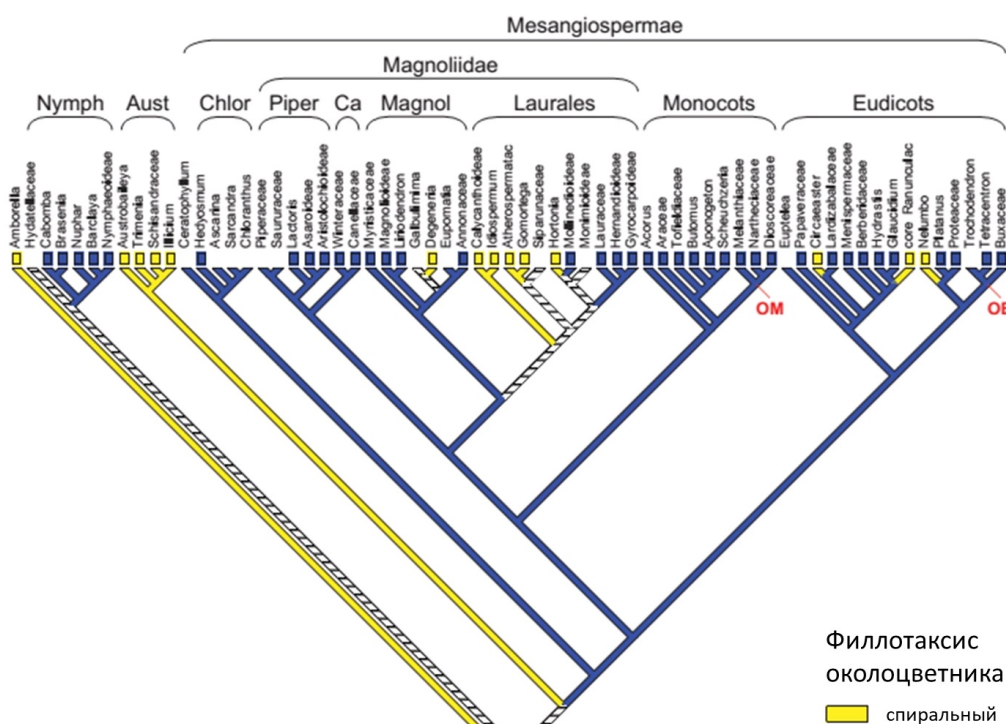 Mesangiospermae
Magnoliidae
Nymph Aust Chlor Piper Ca Magnol Laurales Monocots Eudicots
Amborella
Hydatellaceae
Cabomba
Brasenia
Nuphar
Barclaya
Nymphaeoideae
Austrobaileya
Trimenia
Schisandraceae
Illicium
Ceratophyllum
Hedyosmum
Ascarina
Sarcandra
Chloranthus
Piperaceae
Saururaceae
Lactoris
Asaroideae
Aristolochioideae
Winteraceae
Canellaceae
Myristicaceae
Magnolioideae
Liriodendron
Galbulimima
Degeneria
Eupomatia
Annonaceae
Calycanthoideae
Idiospermum
Atherospermatac
Gomortega
Siparunaceae
Hortonia
Mollinedioideae
Monimioideae
Lauraceae
Hernandioideae
Gyrocarpoideae
Acorus
Araceae
Tofieldiaceae
Butomus
Aponogeton
Scheuchzeria
Melanthiaceae
Nartheciaceae
Dioscoreaceae
Euptelea
Papaveraceae
Circaeaster
Lardizabalaceae
Menispermaceae
Berberidaceae
Hydrastis
Glaucidium
core Ranunculac
Nelumbo
Platanus
Proteaceae
Trochodendron
Tetracentron
Buxaceae
OM
Филлотаксис
околоцветника
спиральный